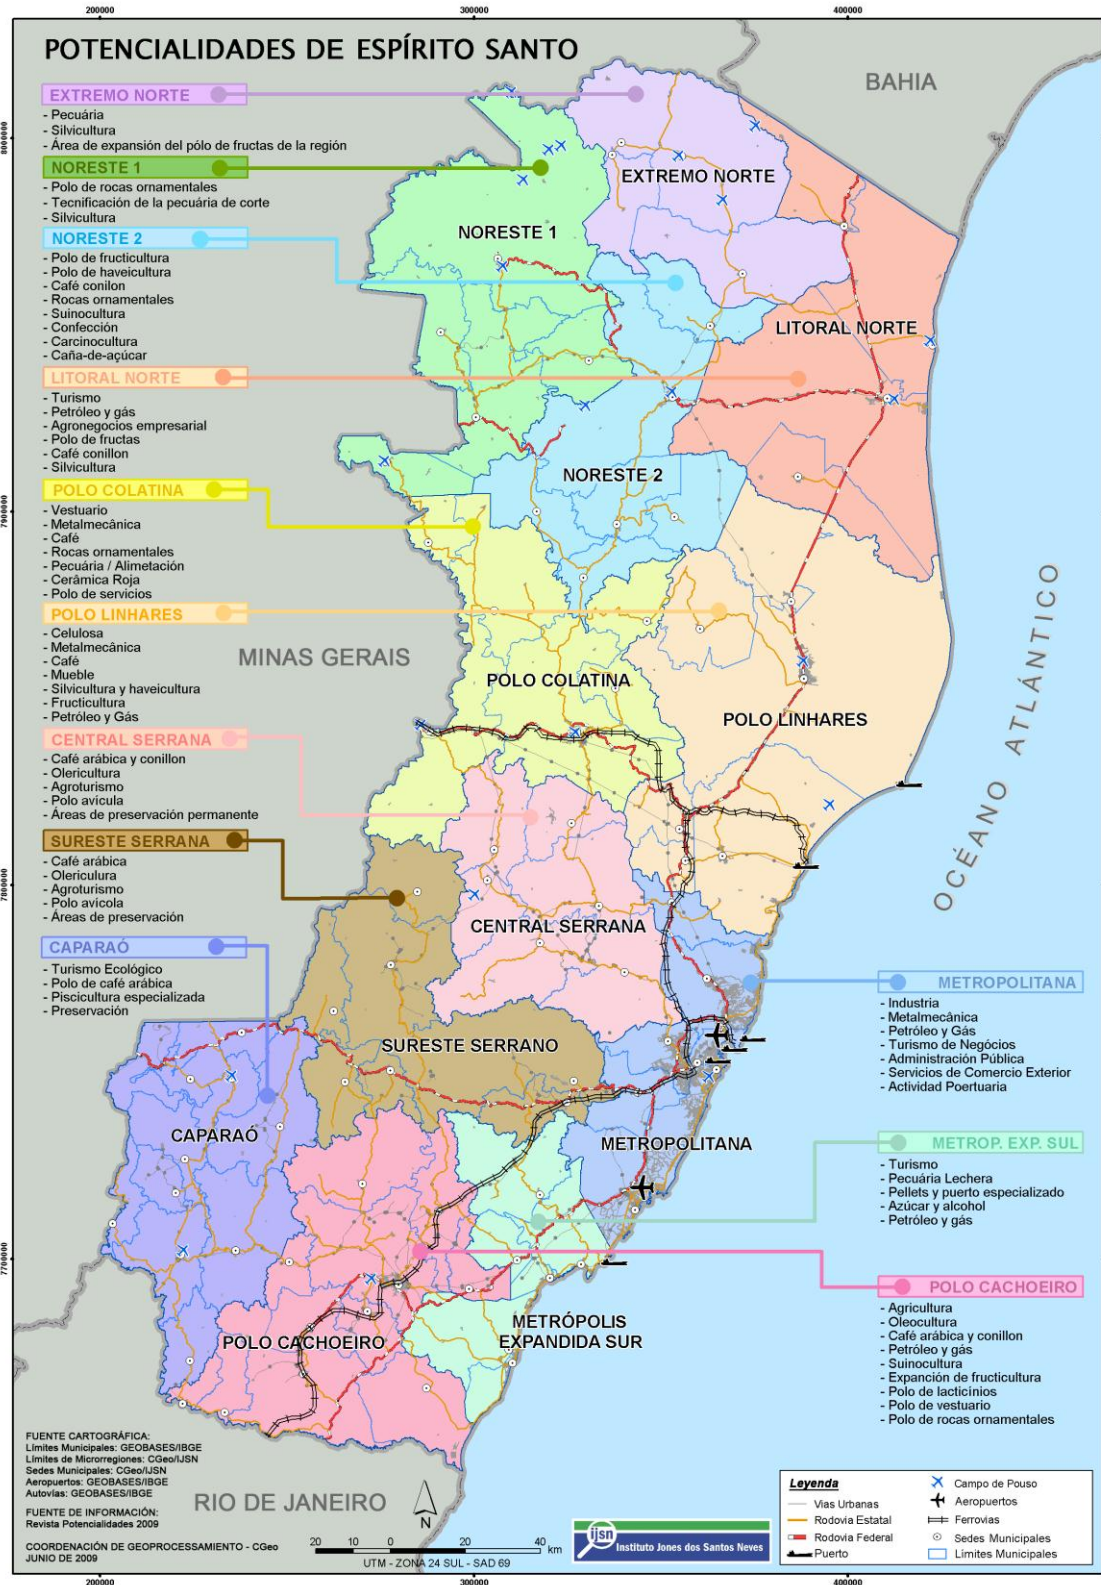 200000
300000
400000
POTENCIALIDADES DE ESPÍRITO SANTO
BAHIA
8000000
7900000
7800000
7700000
EXTREMO NORTE
- Pecuária
- Silvicultura
- Área de expansión del pólo de fructas de la región
NORESTE 1
- Polo de rocas ornamentales
- Tecnificación de la pecuária de corte
- Silvicultura
NORESTE 2
- Polo de fructicultura
- Polo de haveicultura
- Café conilon
- Rocas ornamentales
- Suinocultura
- Confección
- Carcinocultura
- Caña-de-açúcar
LITORAL NORTE
- Turismo
- Petróleo y gás
- Agronegocios empresarial
- Polo de fructas
- Café conillon
- Silvicultura
POLO COLATINA
- Vestuario
- Metalmecânica
- Café
- Rocas ornamentales
- Pecuária / Alimetación
- Cerâmica Roja
- Polo de servicios
POLO LINHARES
- Celulosa
- Metalmecânica
- Café
- Mueble
- Silvicultura y haveicultura
- Fructicultura
- Petróleo y Gás
CENTRAL SERRANA
- Café arábica y conillon
- Olericultura
- Agroturismo
- Polo avícula
- Áreas de preservación permanente
SURESTE SERRANA
- Café arábica
- Olericulura
- Agroturismo
- Polo avícola
- Áreas de preservación
CAPARAÓ
- Turismo Ecológico
- Polo de café arábica
- Piscicultura especializada
- Preservación
EXTREMO NORTE
NORESTE 1
LITORAL NORTE
NORESTE 2
MINAS GERAIS
POLO COLATINA
POLO LINHARES
OCÉANO ATLÁNTICO
CENTRAL SERRANA
SURESTE SERRANO
CAPARAÓ
METROPOLITANA
POLO CACHOEIRO
METRÓPOLIS
EXPANDIDA SUR
RIO DE JANEIRO
METROPOLITANA
- Industria
- Metalmecânica
- Petróleo y Gás
- Turismo de Negócios
- Administración Pública
- Servicios de Comercio Exterior
- Actividad Poertuaria
METROP. EXP. SUL
- Turismo
- Pecuária Lechera
- Pellets y puerto especializado
- Azúcar y alcohol
- Petróleo y gás
POLO CACHOEIRO
- Agricultura
- Oleocultura
- Café arábica y conillon
- Petróleo y gás
- Suinocultura
- Expanción de fructicultura
- Polo de lacticinios
- Polo de vestuario
- Polo de rocas ornamentales
FUENTE CARTOGRÁFICA:
Límites Municipales: GEOBASES/IBGE
Límites de Microrregiones: CGeo/IJSN
Sedes Municipales: CGeo/IJSN
Aeropuertos: GEOBASES/IBGE
Autovías: GEOBASES/IBGE
FUENTE DE INFORMACIÓN:
Revista Potencialidades 2009
COORDENACIÓN DE GEOPROCESSAMIENTO - CGeo
JUNIO DE 2009
N
20 10 0 20 40 km
UTM - ZONA 24 SUL - SAD 69
ijsn
Instituto Jones dos Santos Neves
Leyenda
Vias Urbanas
Rodovia Estatal
Rodovia Federal
Puerto
Campo de Pouso
Aeropuertos
Ferrovias
Sedes Municipales
Límites Municipales
200000
300000
400000